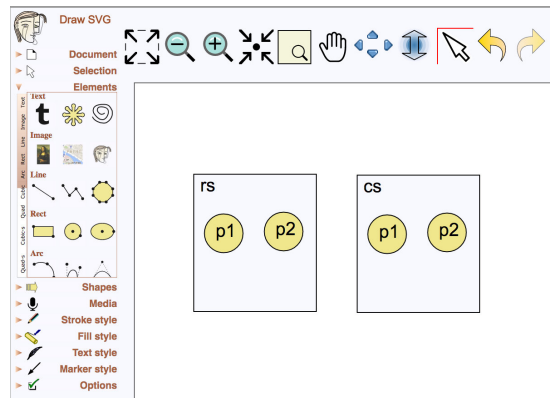 Draw SVG
Document
Selection
Elements
Text
t
Image
Line
Rect
Arc
Text
Image
Line
Rect
Arc
Cubic
Quad
Cubic-s
Quad-s
Shapes
Media
Stroke style
Fill style
Text style
Marker style
Options
rs
p1 p2
cs
p1 p2